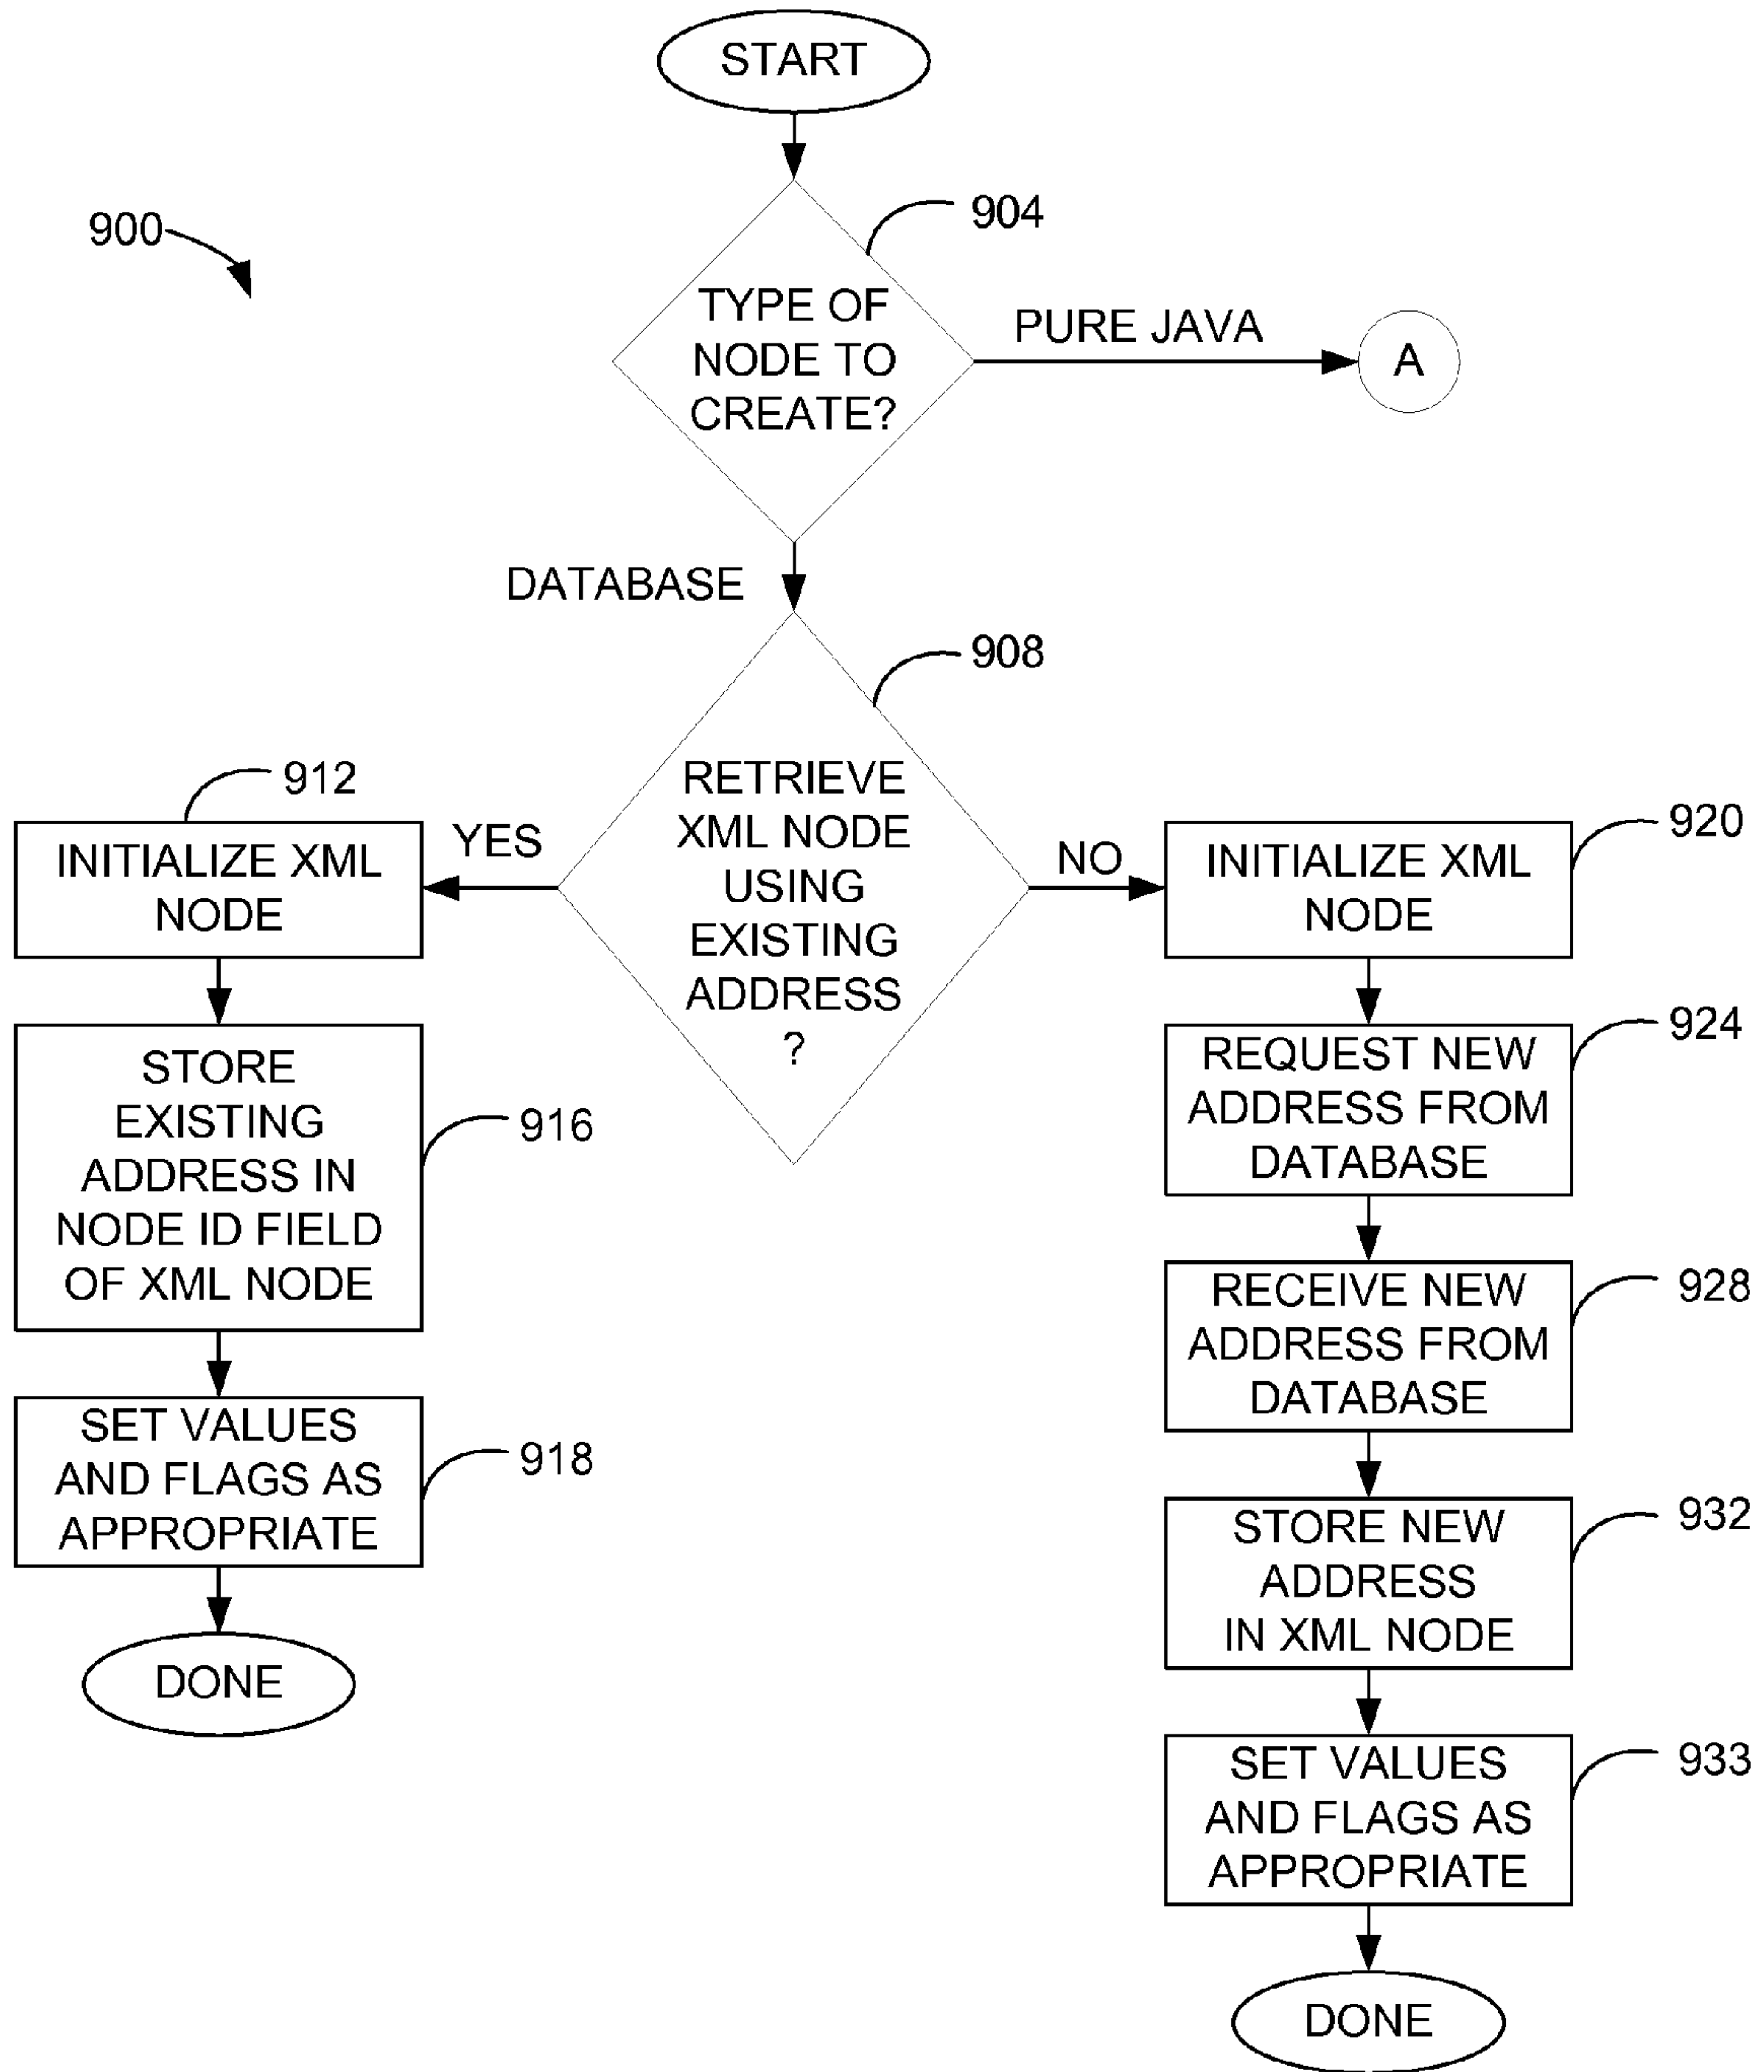 START
900
904
TYPE OF
NODE TO
CREATE?
PURE JAVA
A
DATABASE
908
RETRIEVE
XML NODE
USING
EXISTING
ADDRESS
?
YES
912
INITIALIZE XML
NODE
STORE
EXISTING
ADDRESS IN
NODE ID FIELD
OF XML NODE
916
SET VALUES
AND FLAGS AS
APPROPRIATE
918
DONE
NO
920
INITIALIZE XML
NODE
924
REQUEST NEW
ADDRESS FROM
DATABASE
928
RECEIVE NEW
ADDRESS FROM
DATABASE
932
STORE NEW
ADDRESS
IN XML NODE
933
SET VALUES
AND FLAGS AS
APPROPRIATE
DONE